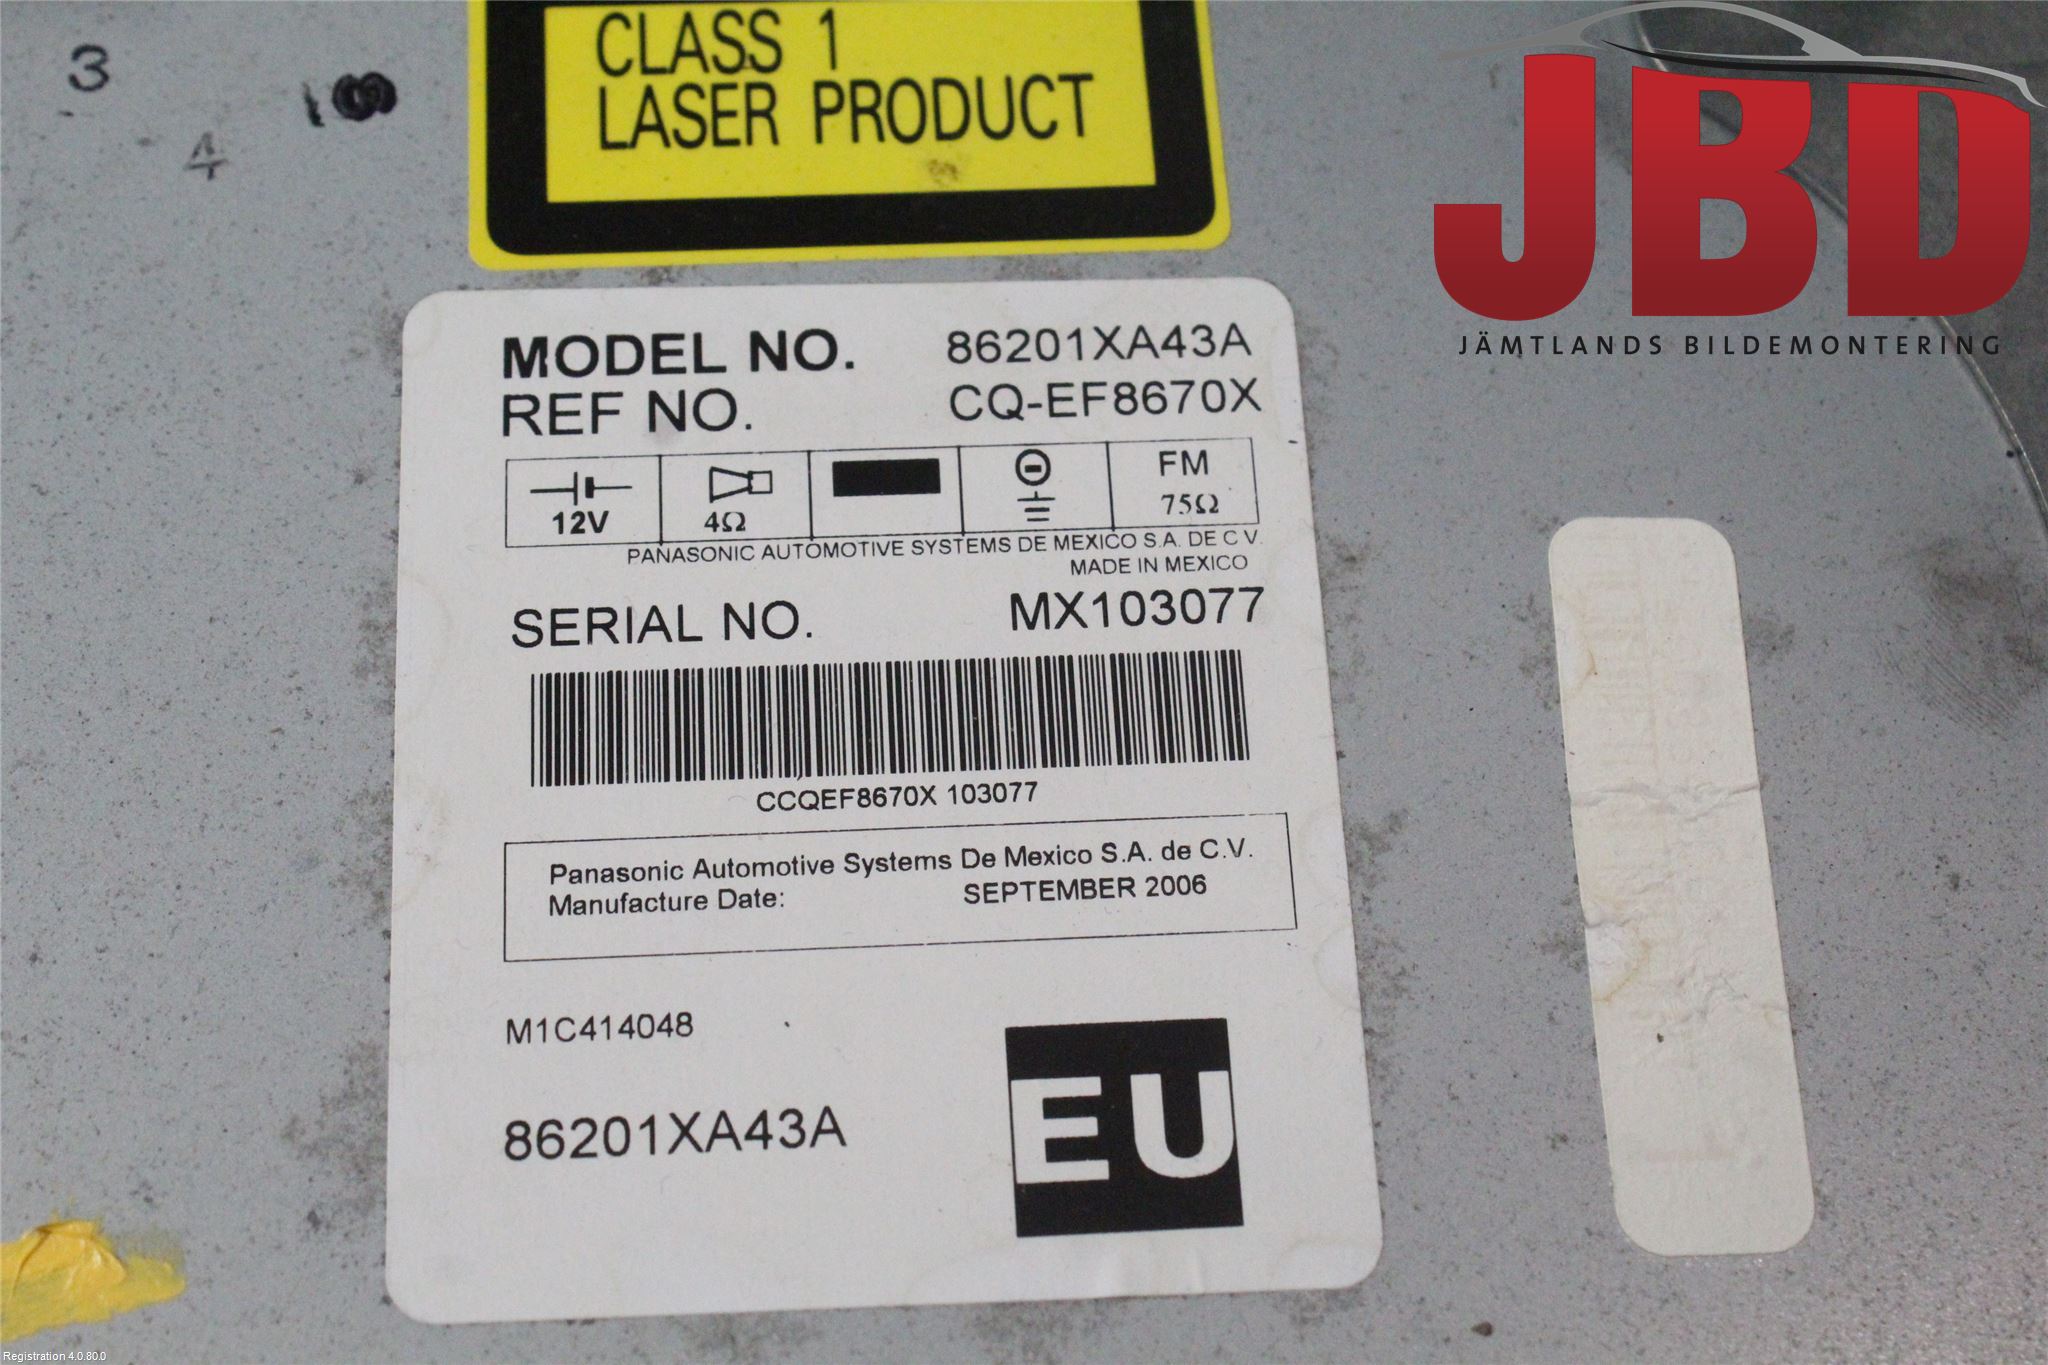 3
4
CLASS 1
LASER PRODUCT
JBD
JÄMTLANDS BILDEMONTERING
MODEL NO. 86201XA43A
REF NO. CQ-EF8670X
12V 4Ω FM 75Ω
PANASONIC AUTOMOTIVE SYSTEMS DE MEXICO S.A. DE C V.
MADE IN MEXICO
SERIAL NO. MX103077
CCQEF8670X 103077
Panasonic Automotive Systems De Mexico S.A. de C.V.
Manufacture Date: SEPTEMBER 2006
M1C414048
86201XA43A
EU
Registration 4.0.80.0